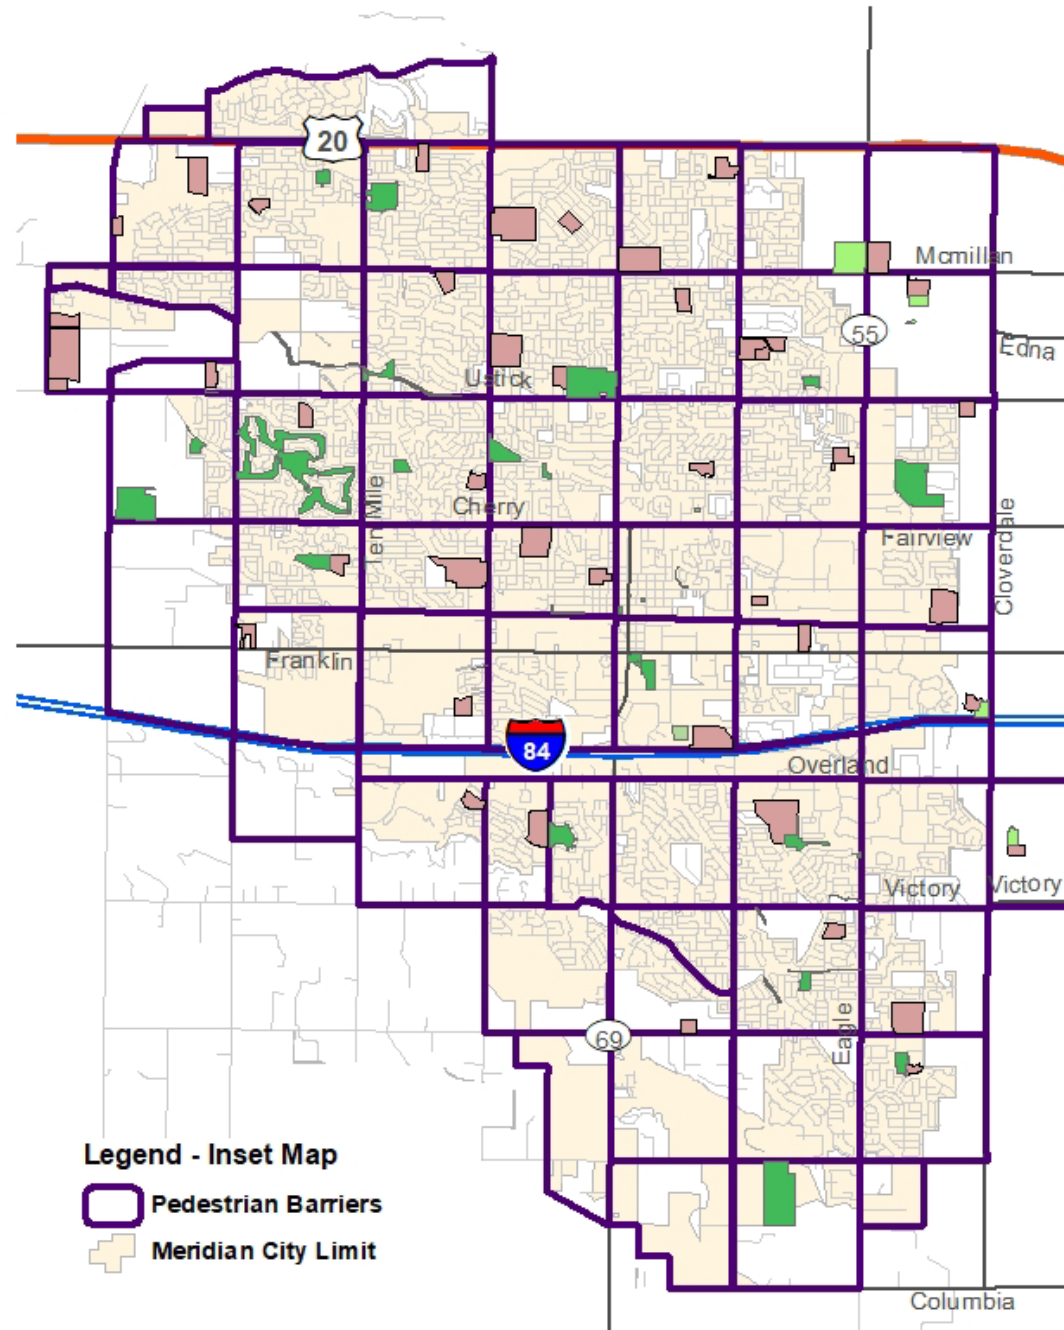 20
Mcmillan
55
Edna
Ustick
Ten Mile
Cherry
Fairview
Cloverdale
Franklin
84
Overland
Victory
Victory
Eagle
69
Legend - Inset Map
Pedestrian Barriers
Meridian City Limit
Columbia